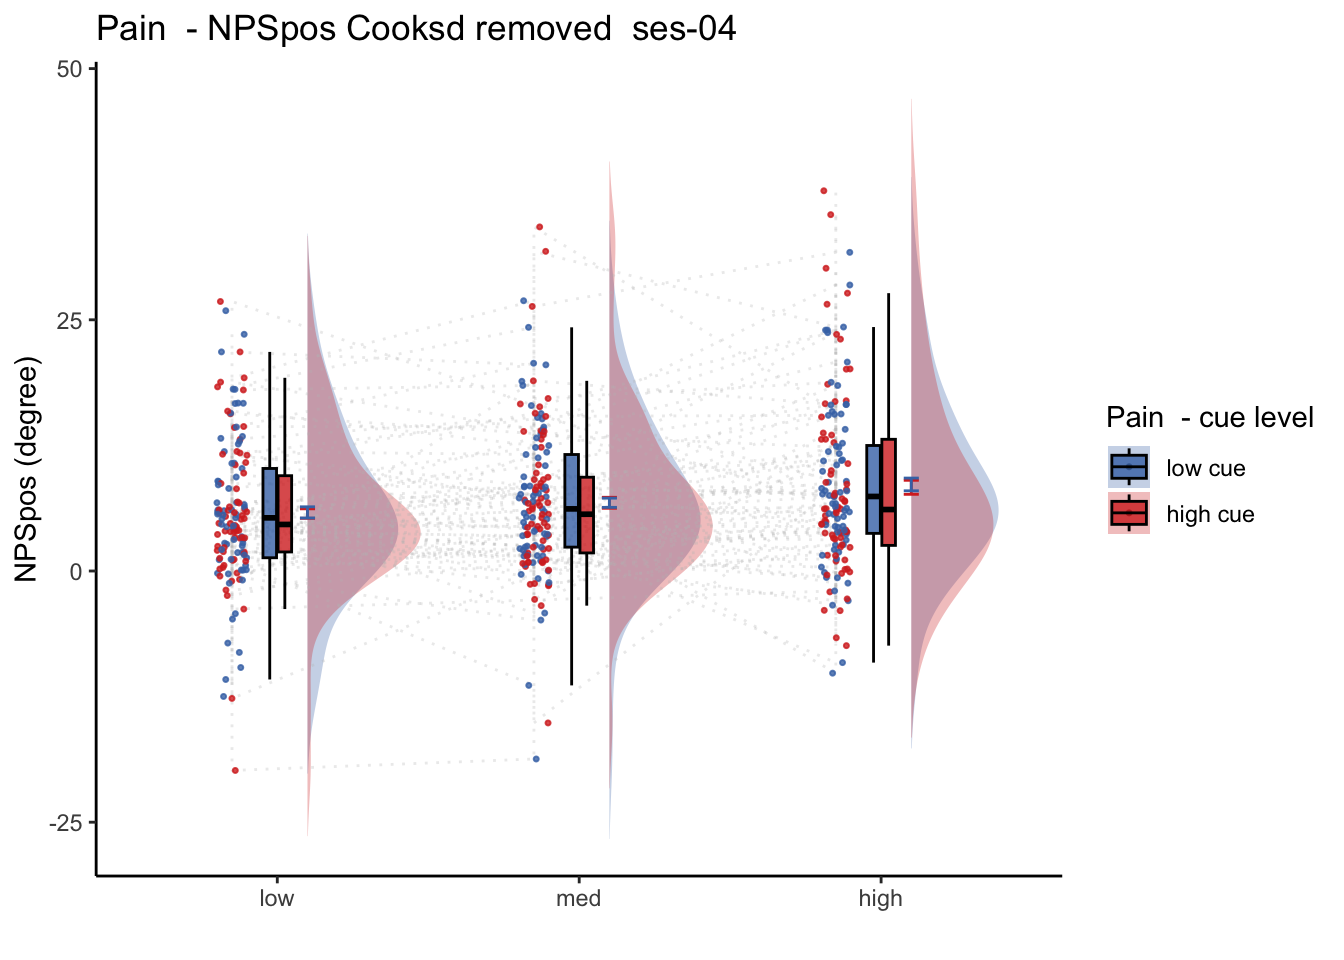 Pain  - NPSpos Cooksd removed  ses-04
50
25
0
-25
NPSpos (degree)
low
med
high
Pain  - cue level
low cue
high cue